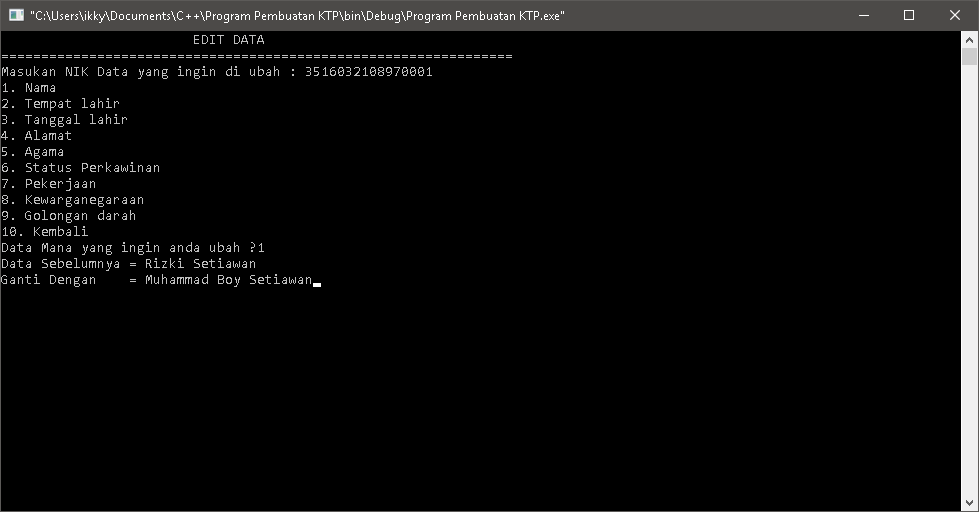 "C:\Users\ikky\Documents\C++\Program Pembuatan KTP\bin\Debug\Program Pembuatan KTP.exe"
EDIT DATA
================================================================
Masukan NIK Data yang ingin di ubah : 3516032108970001
1. Nama
2. Tempat lahir
3. Tanggal lahir
4. Alamat
5. Agama
6. Status Perkawinan
7. Pekerjaan
8. Kewarganegaraan
9. Golongan darah
10. Kembali
Data Mana yang ingin anda ubah ?1
Data Sebelumnya = Rizki Setiawan
Ganti Dengan    = Muhammad Boy Setiawan